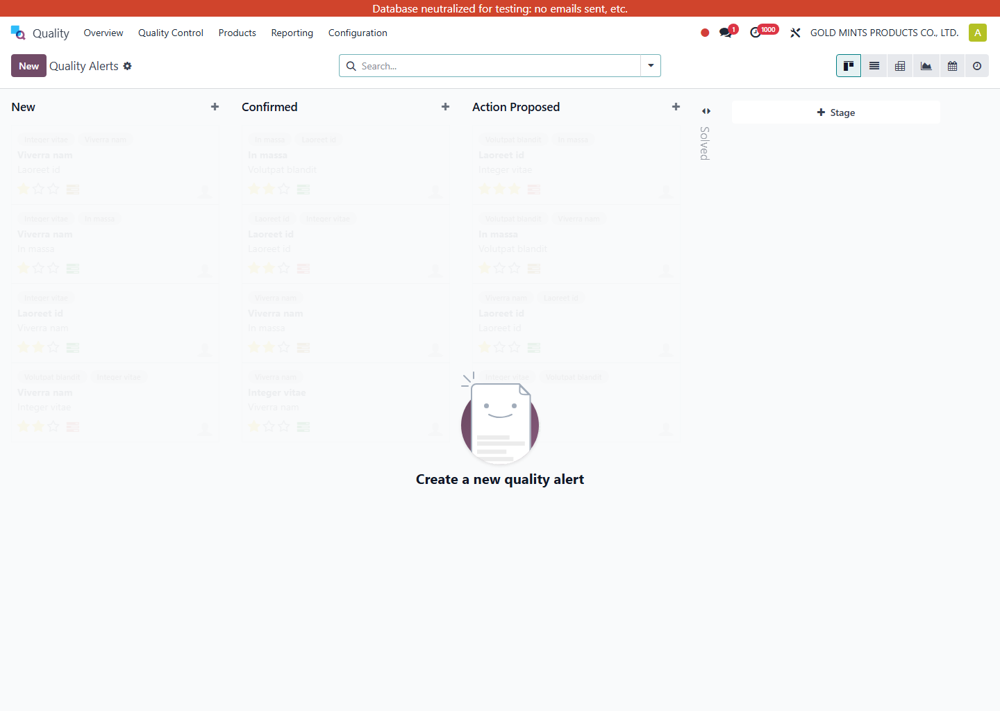 Database neutralized for testing: no emails sent, etc.
Quality Overview Quality Control Products Reporting Configuration 1 1000 GOLD MINTS PRODUCTS CO., LTD. A
New Quality Alerts Search...
New Confirmed Action Proposed Solved Stage
Integer vitae Viverra nam In massa Laoreet id Volutpat blandit In massa
Viverra nam In massa Laoreet id
Laoreet id Volutpat blandit Integer vitae
Integer vitae In massa Laoreet id Integer vitae Volutpat blandit Viverra nam
Viverra nam Laoreet id In massa
In massa Laoreet id Volutpat blandit
Integer vitae Viverra nam Viverra nam Laoreet id
Laoreet id Viverra nam Laoreet id
Viverra nam In massa Laoreet id
Volutpat blandit Integer vitae Viverra nam Integer vitae Volutpat blandit
Viverra nam Integer vitae
Integer vitae Viverra nam
Create a new quality alert